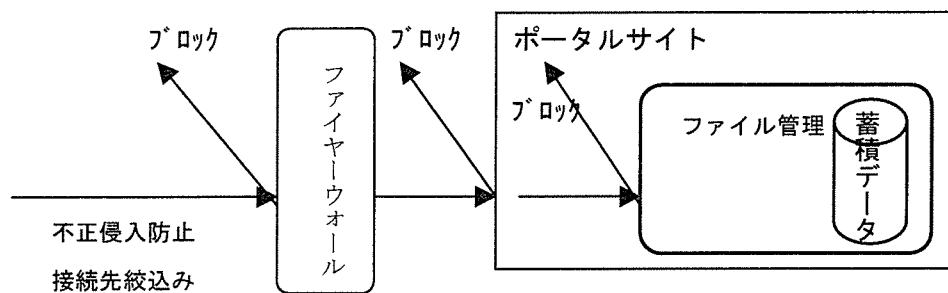 ブロック
ファイヤーウォール
ブロック
ポータルサイト
ブロック
ファイル管理
蓄積データ
不正侵入防止
接続先絞込み